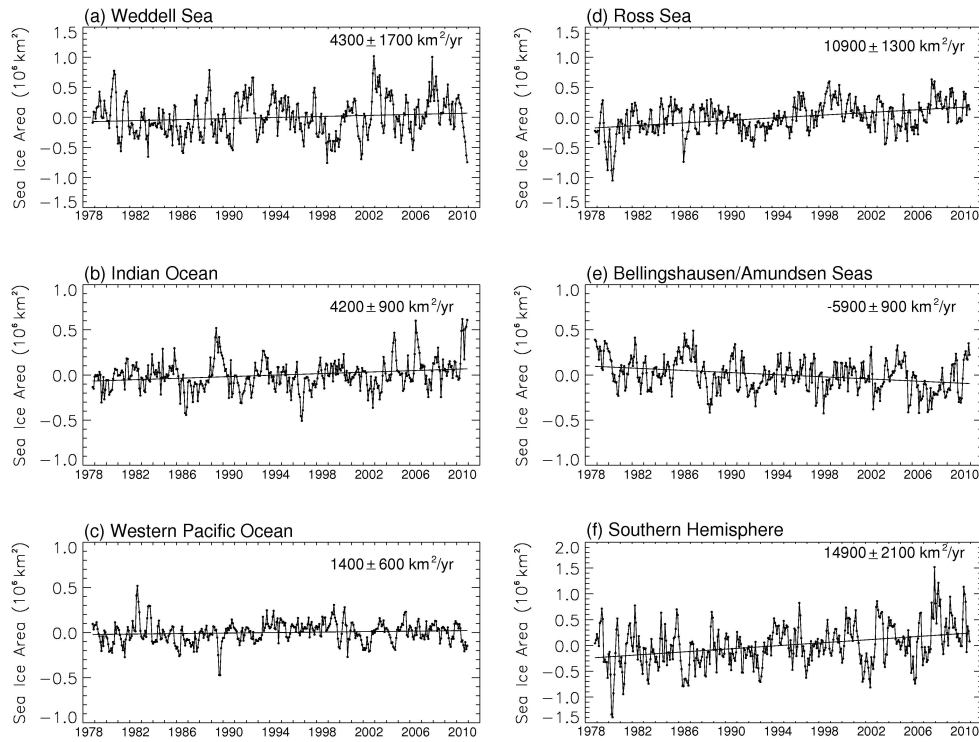 (a) Weddell Sea
4300±1700 km²/yr
Sea Ice Area (10⁶ km²)
1.5
1.0
0.5
0.0
−0.5
−1.0
−1.5
1978 1982 1986 1990 1994 1998 2002 2006 2010
(d) Ross Sea
10900±1300 km²/yr
Sea Ice Area (10⁶ km²)
1.5
1.0
0.5
0.0
−0.5
−1.0
−1.5
1978 1982 1986 1990 1994 1998 2002 2006 2010
(b) Indian Ocean
4200±900 km²/yr
Sea Ice Area (10⁶ km²)
1.0
0.5
0.0
−0.5
−1.0
1978 1982 1986 1990 1994 1998 2002 2006 2010
(e) Bellingshausen/Amundsen Seas
-5900±900 km²/yr
Sea Ice Area (10⁶ km²)
1.0
0.5
0.0
−0.5
−1.0
1978 1982 1986 1990 1994 1998 2002 2006 2010
(c) Western Pacific Ocean
1400±600 km²/yr
Sea Ice Area (10⁶ km²)
1.0
0.5
0.0
−0.5
−1.0
1978 1982 1986 1990 1994 1998 2002 2006 2010
(f) Southern Hemisphere
14900±2100 km²/yr
Sea Ice Area (10⁶ km²)
2.0
1.5
1.0
0.5
0.0
−0.5
−1.0
−1.5
1978 1982 1986 1990 1994 1998 2002 2006 2010